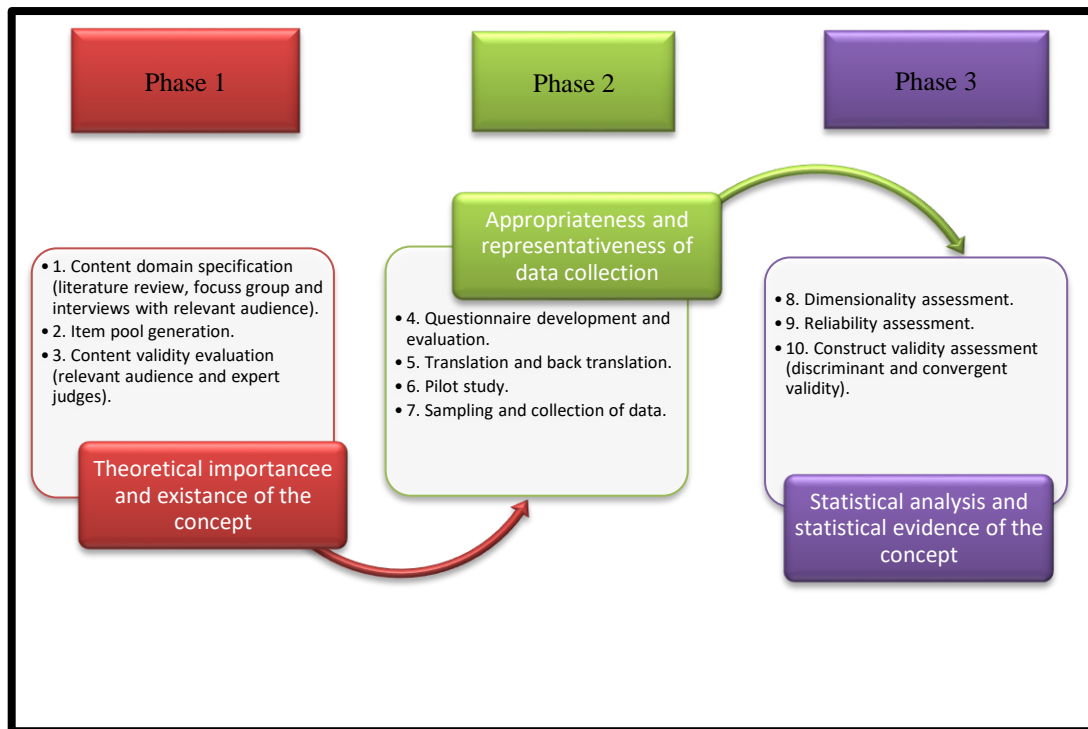 Phase 1
Phase 2
Phase 3
• 1. Content domain specification
(literature review, focuss group and
interviews with relevant audience).
• 2. Item pool generation.
• 3. Content validity evaluation
(relevant audience and expert
judges).
Theoretical importancee
and existance of the
concept
Appropriateness and
representativeness of
data collection
• 4. Questionnaire development and
evaluation.
• 5. Translation and back translation.
• 6. Pilot study.
• 7. Sampling and collection of data.
• 8. Dimensionality assessment.
• 9. Reliability assessment.
• 10. Construct validity assessment
(discriminant and convergent
validity).
Statistical analysis and
statistical evidence of the
concept